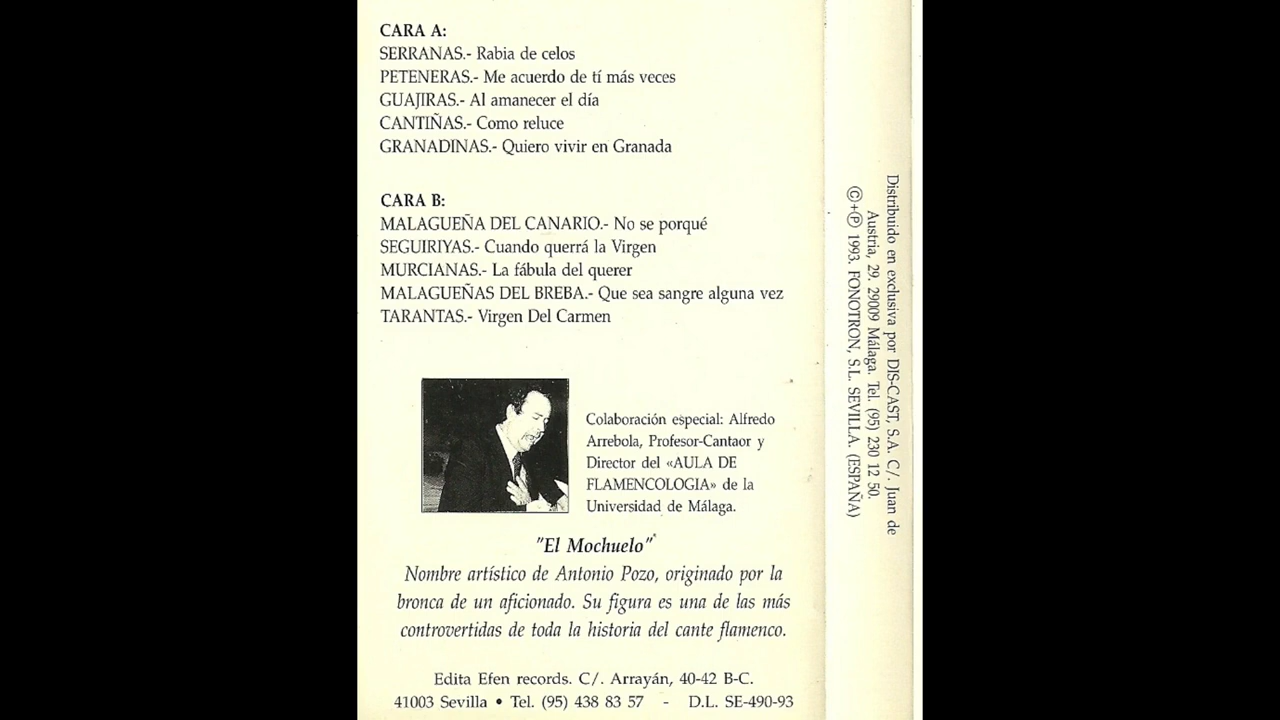 CARA A:
SERRANAS.- Rabia de celos
PETENERAS.- Me acuerdo de tí más veces
GUAJIRAS.- Al amanecer el día
CANTIÑAS.- Como reluce
GRANADINAS.- Quiero vivir en Granada
CARA B:
MALAGUEÑA DEL CANARIO.- No se porqué
SEGUIRIYAS.- Cuando querrá la Virgen
MURCIANAS.- La fábula del querer
MALAGUEÑAS DEL BREBA.- Que sea sangre alguna vez
TARANTAS.- Virgen Del Carmen
Colaboración especial: Alfredo
Arrebola, Profesor-Cantaor y
Director del «AULA DE
FLAMENCOLOGIA» de la
Universidad de Málaga.
"El Mochuelo"
Nombre artístico de Antonio Pozo, originado por la
bronca de un aficionado. Su figura es una de las más
controvertidas de toda la historia del cante flamenco.
Edita Efen records. C/. Arrayán, 40-42 B-C.
41003 Sevilla • Tel. (95) 438 83 57 - D.L. SE-490-93
Distribuido en exclusiva por DIS-CAST, S.A. C/. Juan de
Austria, 29. 29009 Málaga. Tel. (95) 230 12 50.
©+℗ 1993. FONOTRON, S.L. SEVILLA. (ESPAÑA)